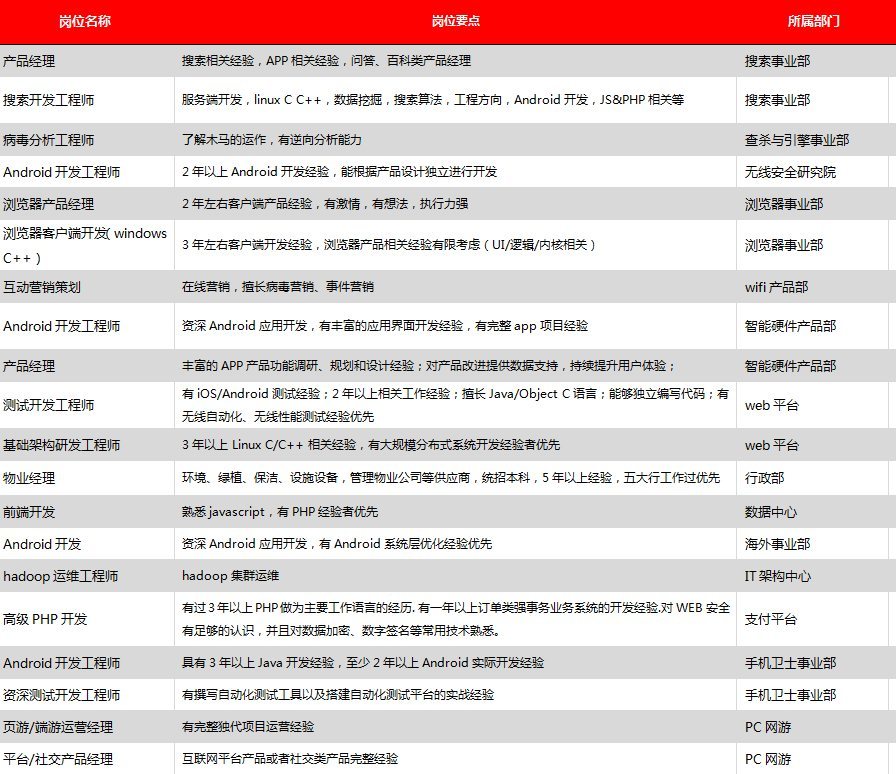 岗位名称 岗位要点 所属部门
产品经理 搜索相关经验，APP 相关经验，问答、百科类产品经理 搜索事业部
搜索开发工程师 服务端开发，linux C C++，数据挖掘，搜索算法，工程方向，Android 开发，JS&PHP 相关等 搜索事业部
病毒分析工程师 了解木马的运作，有逆向分析能力 查杀与引擎事业部
Android 开发工程师 2 年以上 Android 开发经验，能根据产品设计独立进行开发 无线安全研究院
浏览器产品经理 2 年左右客户端产品经验，有激情，有想法，执行力强 浏览器事业部
浏览器客户端开发( windows
C++ ) 3 年左右客户端开发经验，浏览器产品相关经验有限考虑（UI/逻辑/内核相关） 浏览器事业部
互动营销策划 在线营销，擅长病毒营销、事件营销 wifi 产品部
Android 开发工程师 资深 Android 应用开发，有丰富的应用界面开发经验，有完整 app 项目经验 智能硬件产品部
产品经理 丰富的 APP 产品功能调研、规划和设计经验；对产品改进提供数据支持，持续提升用户体验； 智能硬件产品部
测试开发工程师 有 iOS/Android 测试经验；2 年以上相关工作经验；擅长 Java/Object C 语言；能够独立编写代码；有
无线自动化、无线性能测试经验优先 web 平台
基础架构研发工程师 3 年以上 Linux C/C++ 相关经验，有大规模分布式系统开发经验者优先 web 平台
物业经理 环境、绿植、保洁、设施设备，管理物业公司等供应商，统招本科，5 年以上经验，五大行工作过优先 行政部
前端开发 熟悉 javascript，有 PHP 经验者优先 数据中心
Android 开发 资深 Android 应用开发，有 Android 系统层优化经验优先 海外事业部
hadoop 运维工程师 hadoop 集群运维 IT 架构中心
高级 PHP 开发 有过 3 年以上 PHP 做为主要工作语言的经历. 有一年以上订单类强事务业务系统的开发经验.对 WEB 安全
有足够的认识，并且对数据加密、数字签名等常用技术熟悉。 支付平台
Android 开发工程师 具有 3 年以上 Java 开发经验，至少 2 年以上 Android 实际开发经验 手机卫士事业部
资深测试开发工程师 有撰写自动化测试工具以及搭建自动化测试平台的实战经验 手机卫士事业部
页游/端游运营经理 有完整独代项目运营经验 PC 网游
平台/社交产品经理 互联网平台产品或者社交类产品完整经验 PC 网游